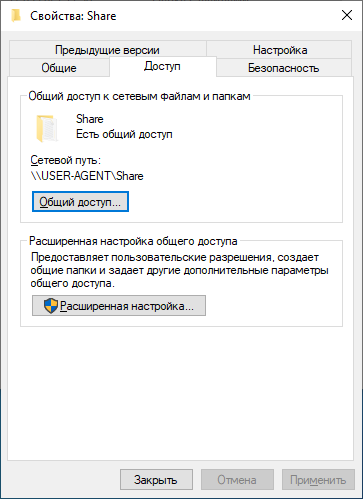 Свойства: Share
Предыдущие версии
Настройка
Общие
Доступ
Безопасность
Общий доступ к сетевым файлам и папкам
Share
Есть общий доступ
Сетевой путь:
\\USER-AGENT\Share
Общий доступ...
Расширенная настройка общего доступа
Предоставляет пользовательские разрешения, создает
общие папки и задает другие дополнительные параметры
общего доступа.
Расширенная настройка...
Закрыть
Отмена
Применить